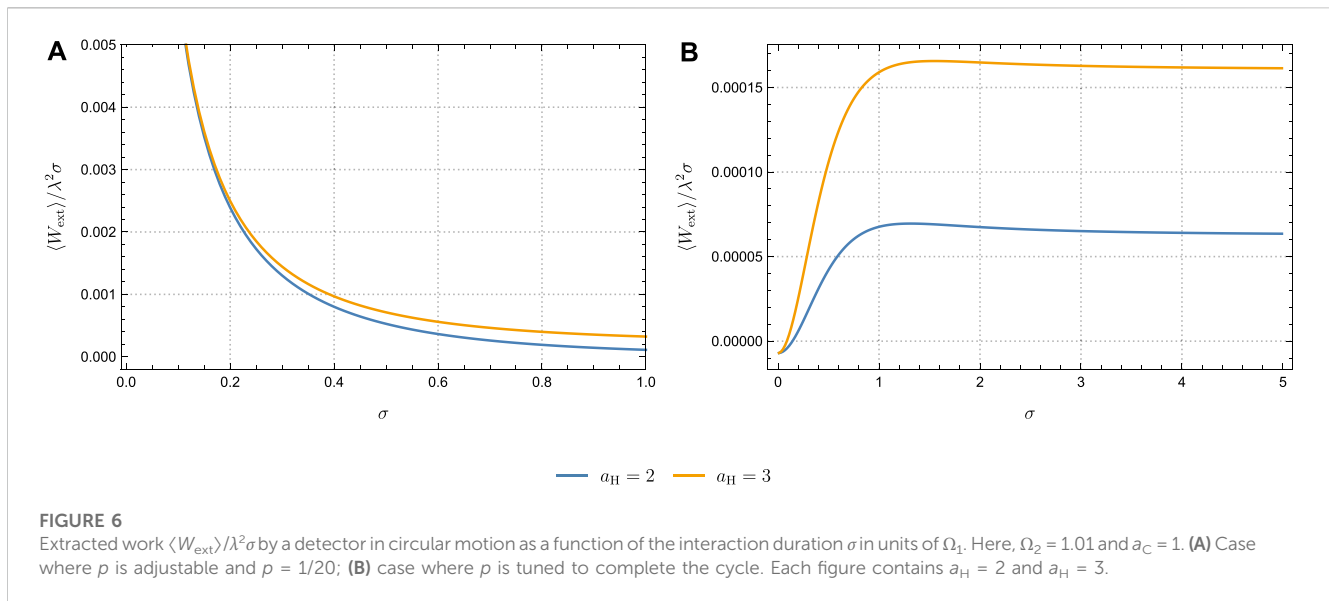 A
0.005
0.004
0.003
0.002
0.001
0.000
⟨W_ext⟩/λ²σ
0.0
0.2
0.4
0.6
0.8
1.0
σ
B
0.00015
0.00010
0.00005
0.00000
⟨W_ext⟩/λ²σ
0
1
2
3
4
5
σ
a_H = 2
a_H = 3
FIGURE 6
Extracted work ⟨W_ext⟩/λ²σ by a detector in circular motion as a function of the interaction duration σ in units of Ω₁. Here, Ω₂ = 1.01 and a_C = 1. (A) Case
where p is adjustable and p = 1/20; (B) case where p is tuned to complete the cycle. Each figure contains a_H = 2 and a_H = 3.